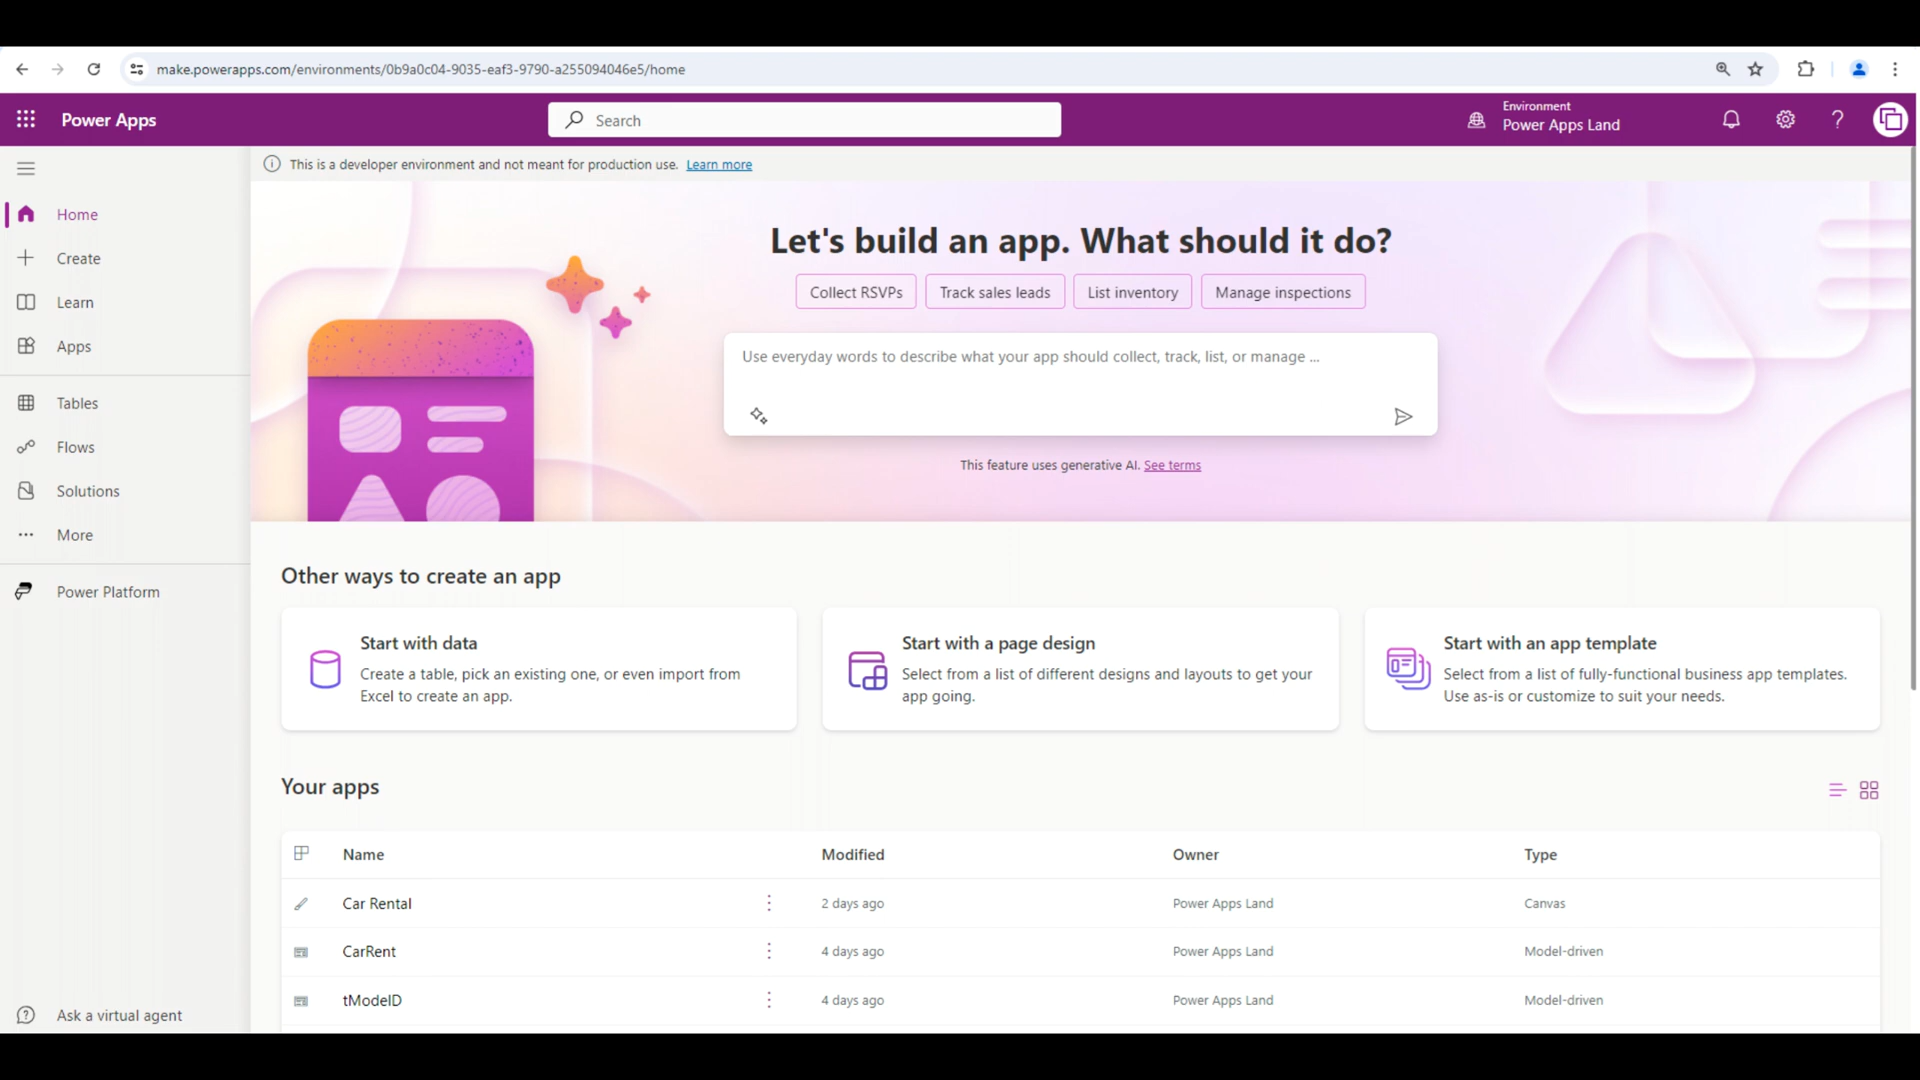 make.powerapps.com/environments/0b9a0c04-9035-eaf3-9790-a255094046e5/home
Power Apps
Search
Environment
Power Apps Land
This is a developer environment and not meant for production use. Learn more
Home
Create
Learn
Apps
Tables
Flows
Solutions
More
Power Platform
Ask a virtual agent
Let's build an app. What should it do?
Collect RSVPs Track sales leads List inventory Manage inspections
Use everyday words to describe what your app should collect, track, list, or manage ...
This feature uses generative AI. See terms
Other ways to create an app
Start with data
Create a table, pick an existing one, or even import from
Excel to create an app.
Start with a page design
Select from a list of different designs and layouts to get your
app going.
Start with an app template
Select from a list of fully-functional business app templates.
Use as-is or customize to suit your needs.
Your apps
Name Modified Owner Type
Car Rental 2 days ago Power Apps Land Canvas
CarRent 4 days ago Power Apps Land Model-driven
tModelD 4 days ago Power Apps Land Model-driven